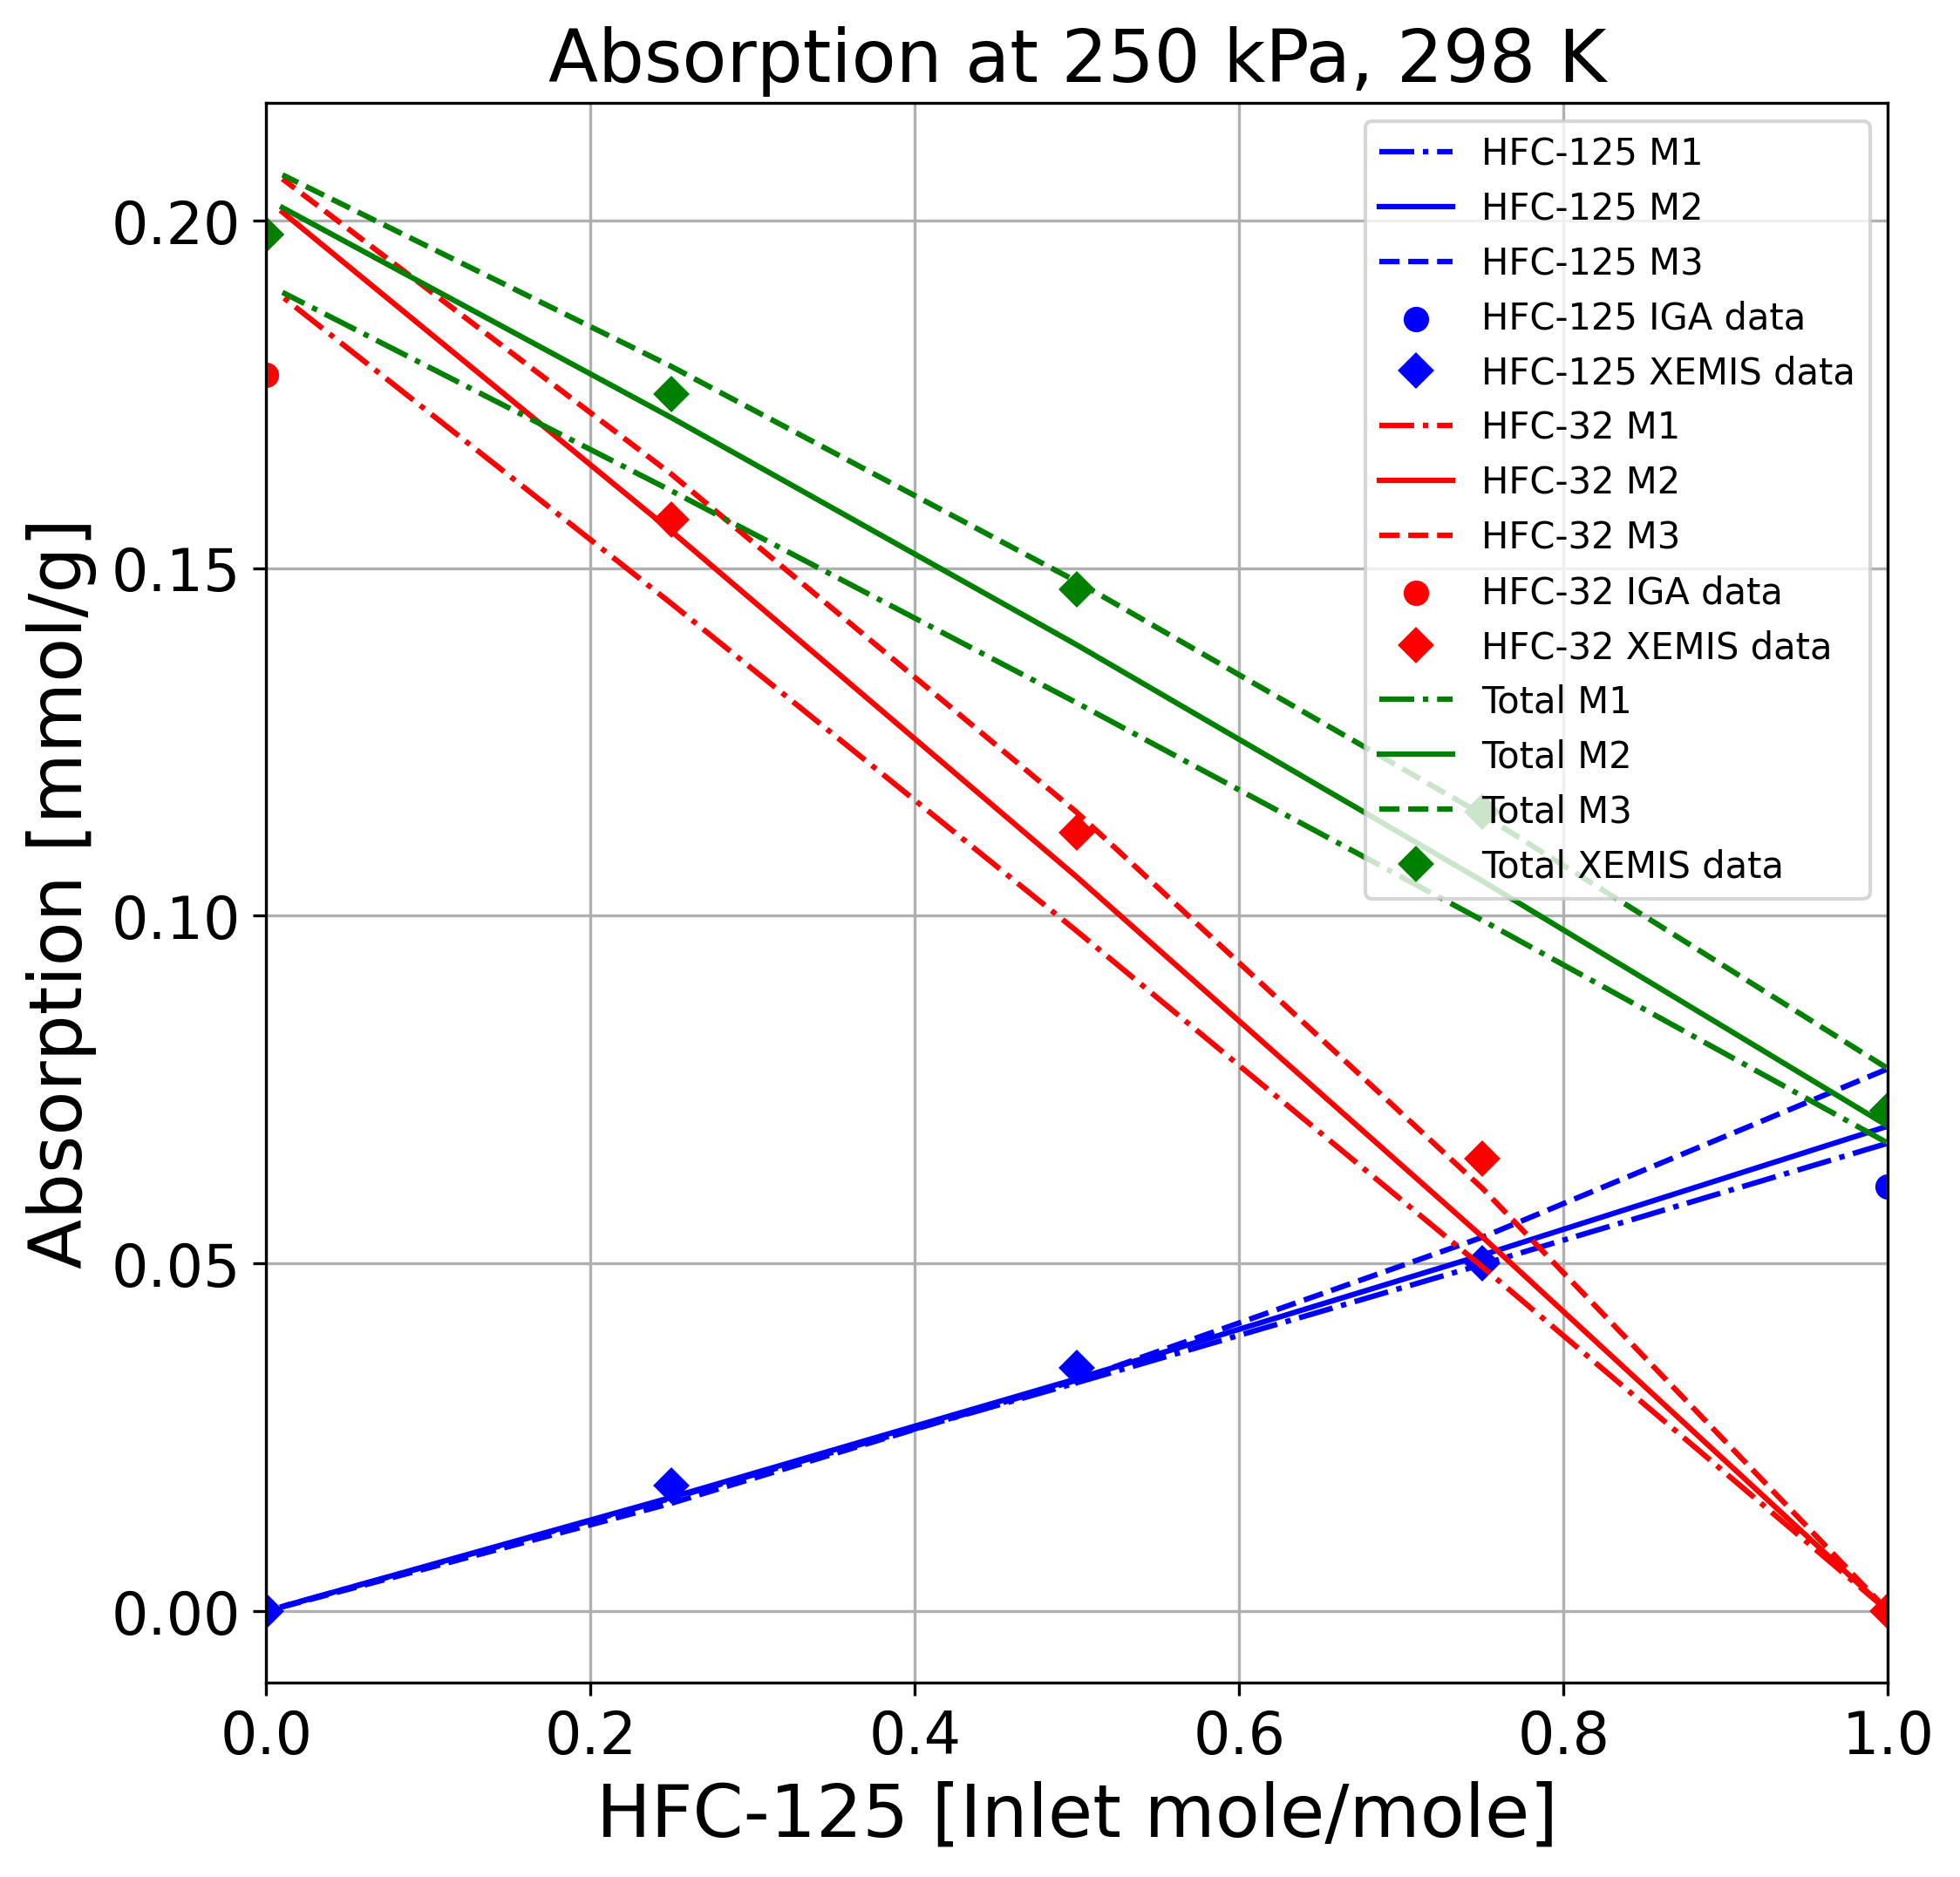 Absorption at 250 kPa, 298 K
Absorption [mmol/g]
0.20
0.15
0.10
0.05
0.00
HFC-125 M1
HFC-125 M2
HFC-125 M3
HFC-125 IGA data
HFC-125 XEMIS data
HFC-32 M1
HFC-32 M2
HFC-32 M3
HFC-32 IGA data
HFC-32 XEMIS data
Total M1
Total M2
Total M3
Total XEMIS data
0.0 0.2 0.4 0.6 0.8 1.0
HFC-125 [Inlet mole/mole]